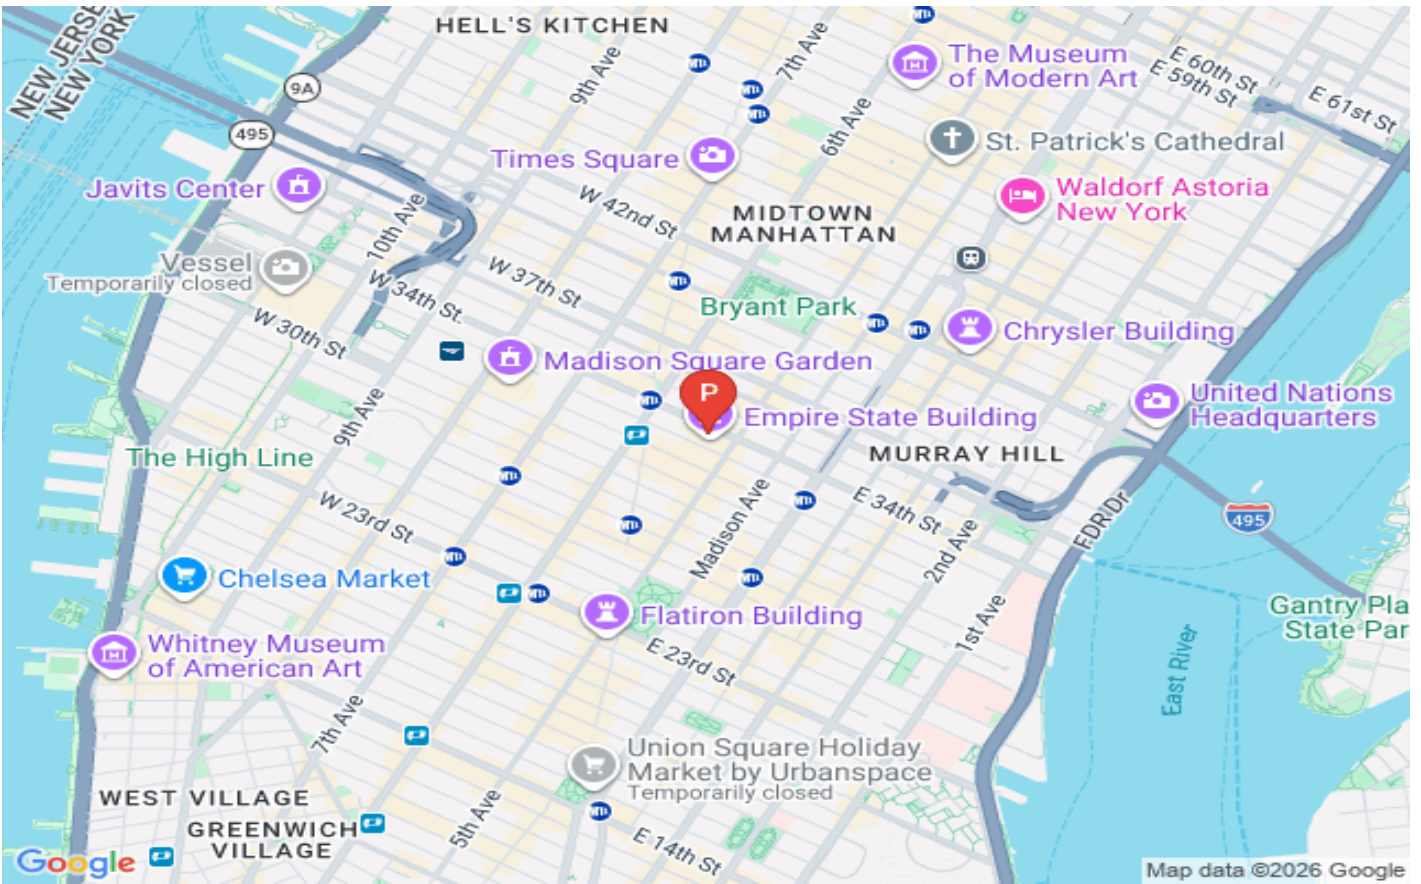 HELL'S KITCHEN
NEW JERSE
NEW YORK
9A
495
9th Ave
7th Ave
6th Ave
The Museum
of Modern Art
E 60th St
E 59th St
E 61st St
St. Patrick's Cathedral
Times Square
Javits Center
W 42nd St
MIDTOWN
MANHATTAN
Waldorf Astoria
New York
10th Ave
Vessel
Temporarily closed
W 34th St.
W 37th St
Bryant Park
W 30th St
Chrysler Building
Madison Square Garden
P
Empire State Building
United Nations
Headquarters
9th Ave
The High Line
MURRAY HILL
W 23rd St
Madison Ave
E 34th St
2nd Ave
FDR Dr
495
Chelsea Market
Flatiron Building
1st Ave
Gantry Pla
State Par
Whitney Museum
of American Art
E 23rd St
East River
7th Ave
Union Square Holiday
Market by Urbanspace
Temporarily closed
WEST VILLAGE
GREENWICH
VILLAGE
5th Ave
E 14th St
Google
Map data ©2026 Google